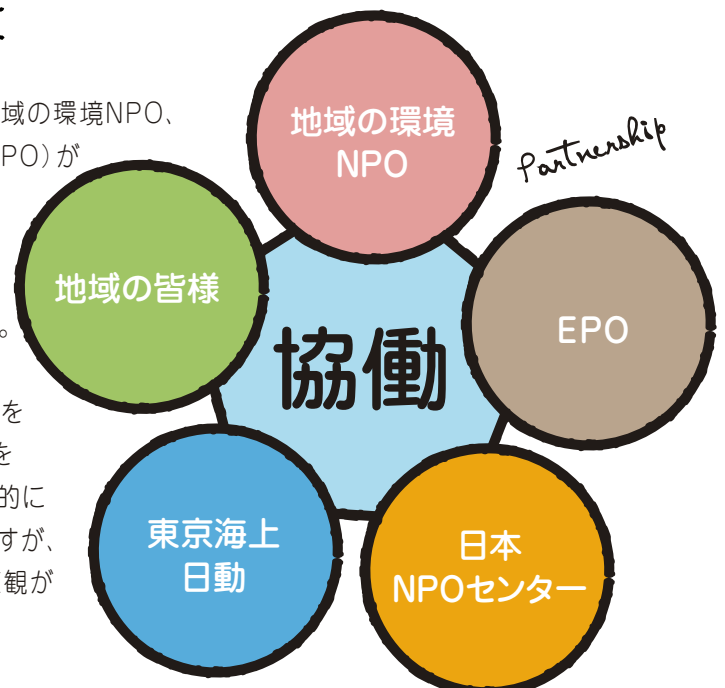 域の環境NPO、
PO)が
。
を
を
的に
すが、
観が
地域の環境
NPO
Partnership
地域の皆様
EPO
協働
東京海上
日動
日本
NPOセンター